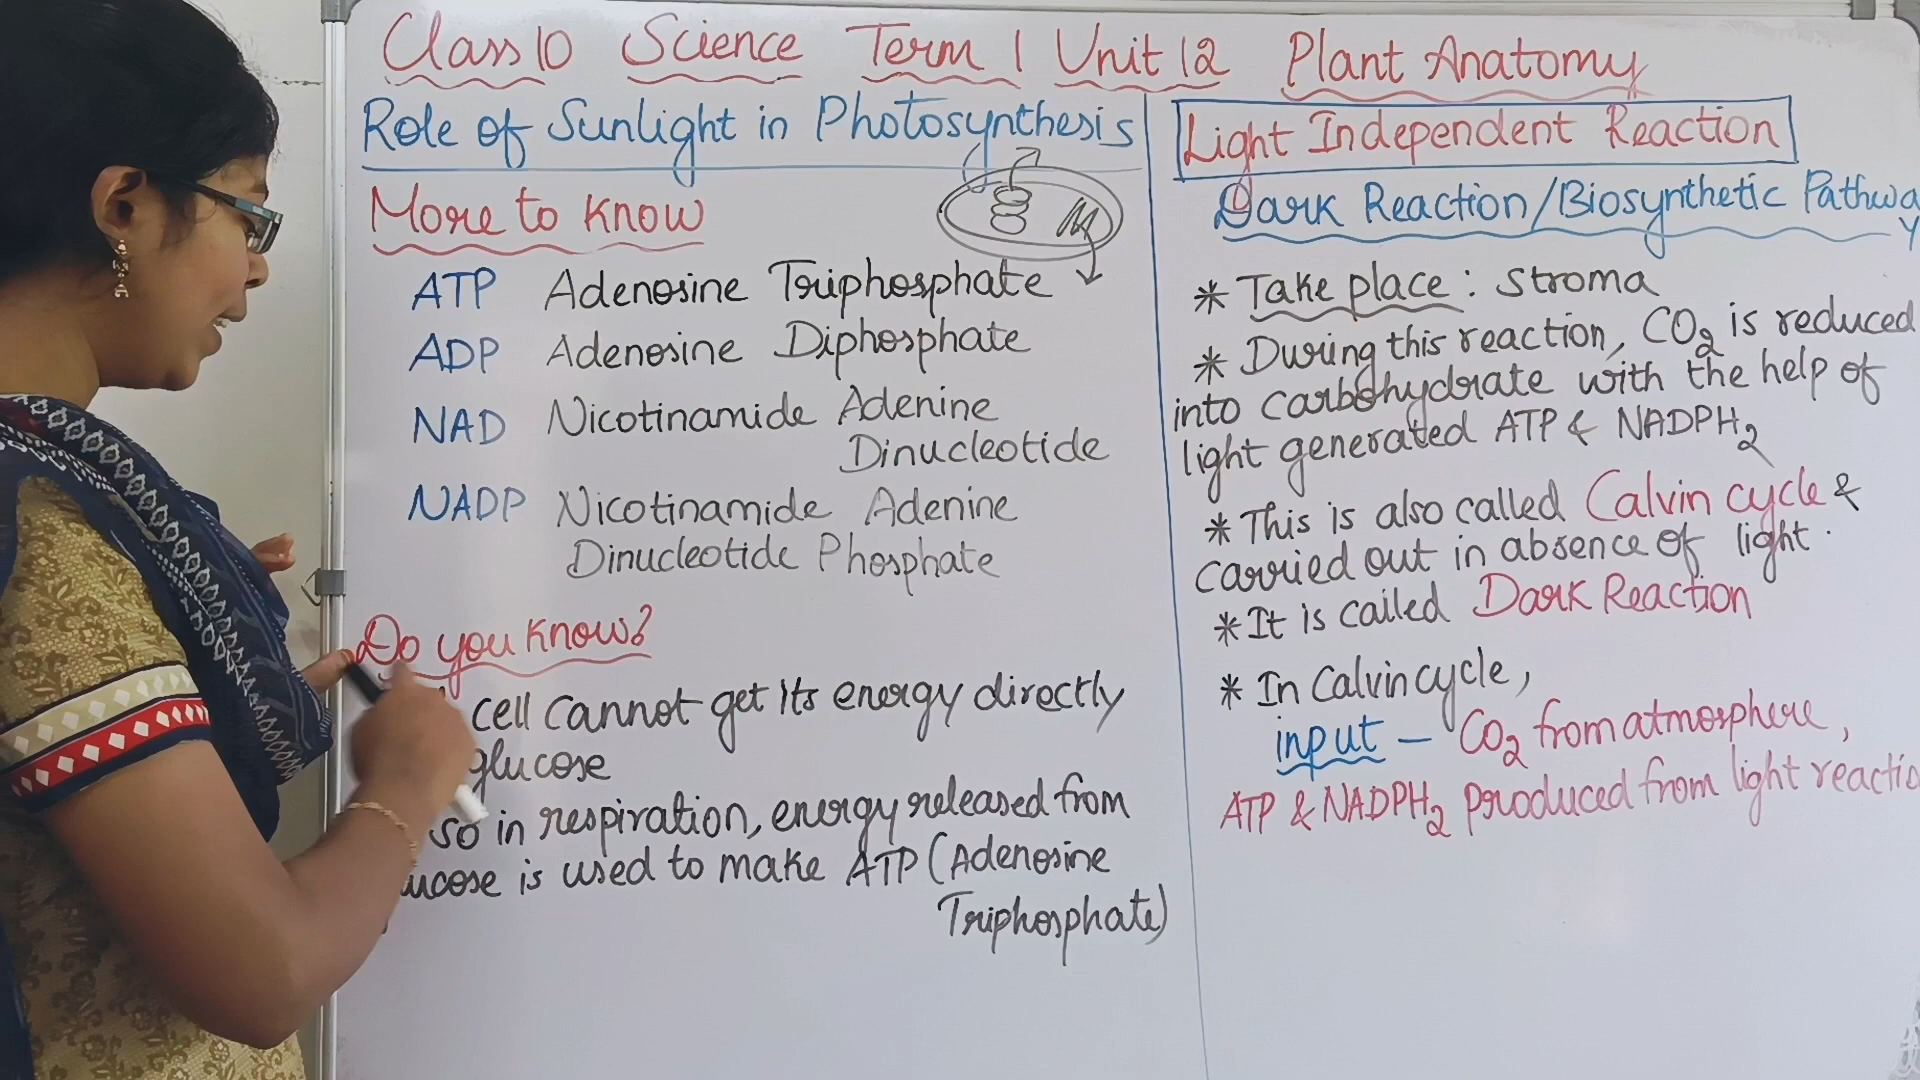 Class 10 Science Term 1 Unit 12 Plant Anatomy
Role of Sunlight in Photosynthesis
More to know
ATP Adenosine Triphosphate
ADP Adenosine Diphosphate
NAD Nicotinamide Adenine
Dinucleotide
NADP Nicotinamide Adenine
Dinucleotide Phosphate
Do you know?
cell cannot get its energy directly
glucose
so in respiration, energy released from
is used to make ATP (Adenosine
Triphosphate)
Light Independent Reaction
Dark Reaction/Biosynthetic Pathwa
y
* Take place : Stroma
* During this reaction, CO2 is reduced
into carbohydrate with the help of
light generated ATP & NADPH2
* This is also called Calvin cycle &
carried out in absence of light.
* It is called Dark Reaction
* In Calvin cycle,
input - CO2 from atmosphere,
ATP & NADPH2 produced from light reactio